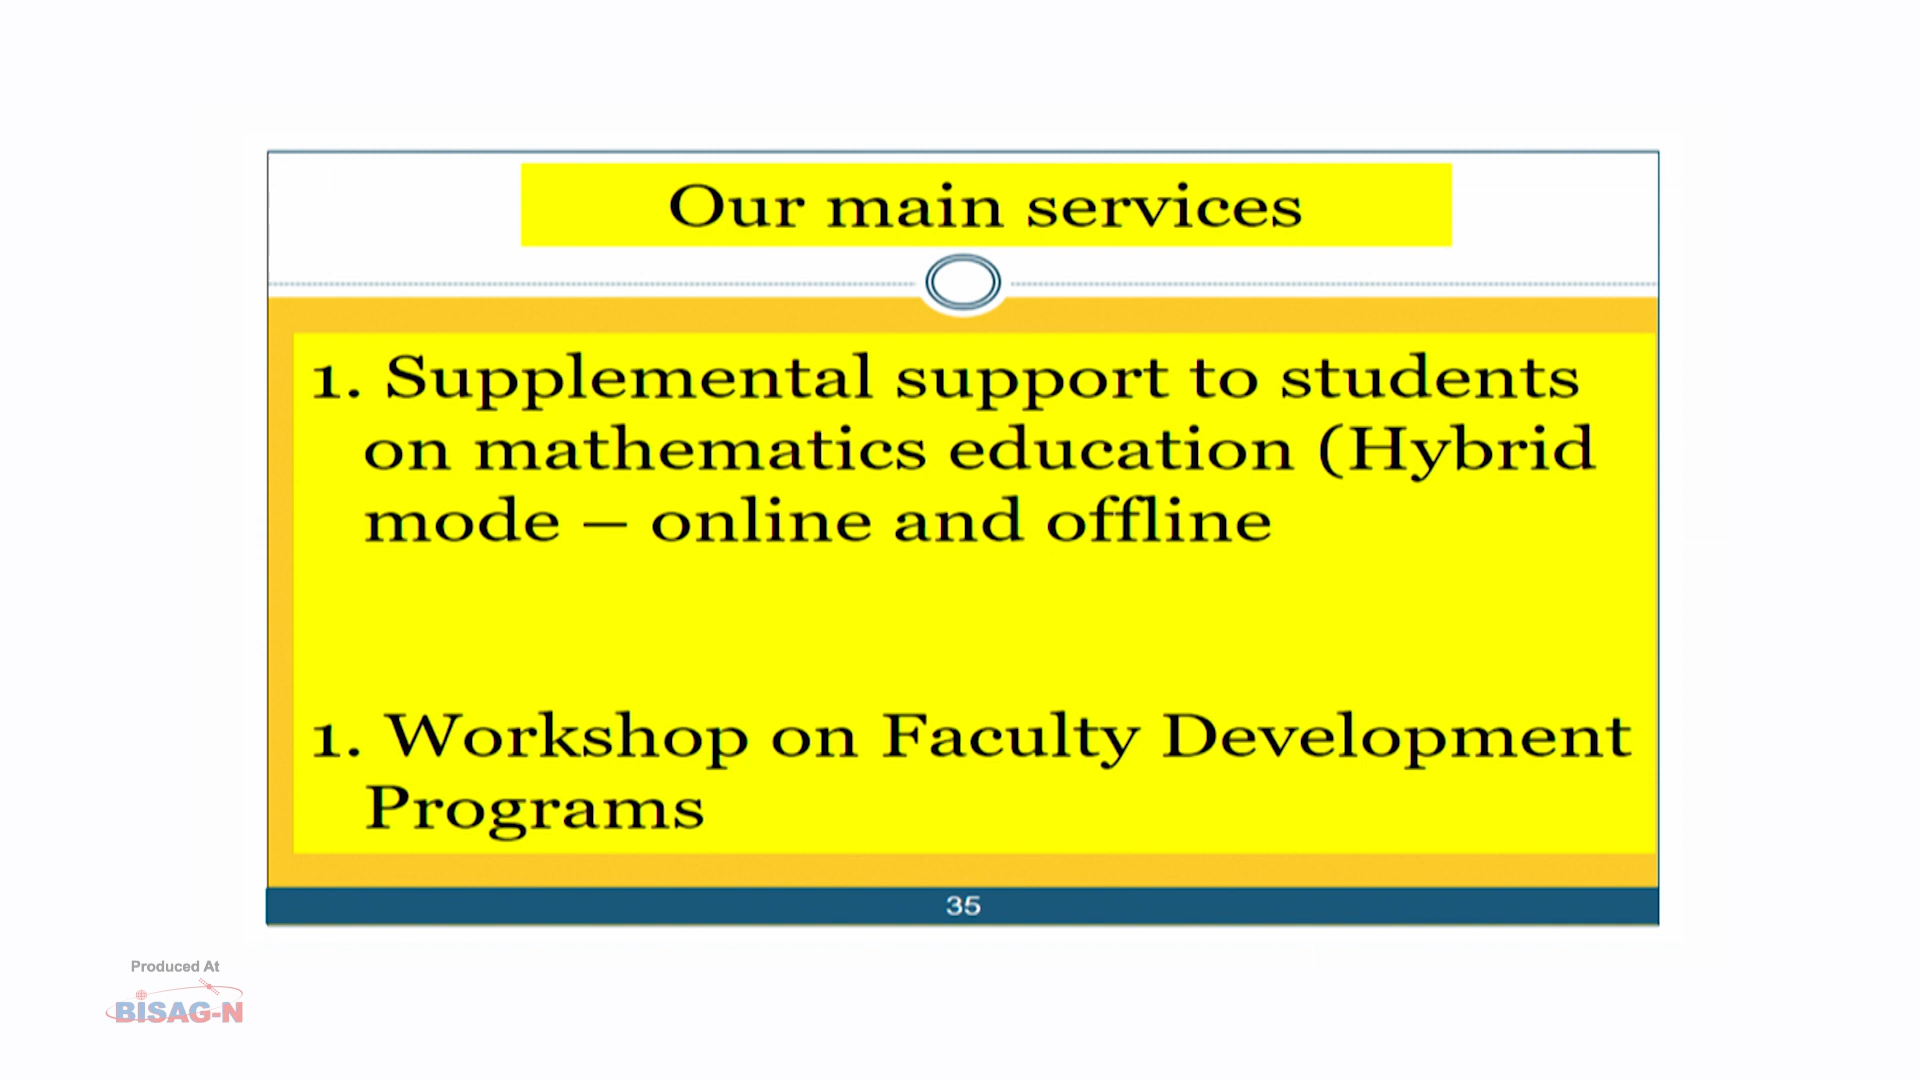 Our main services
1. Supplemental support to students
on mathematics education (Hybrid
mode – online and offline
1. Workshop on Faculty Development
Programs
35
Produced At
BISAG-N